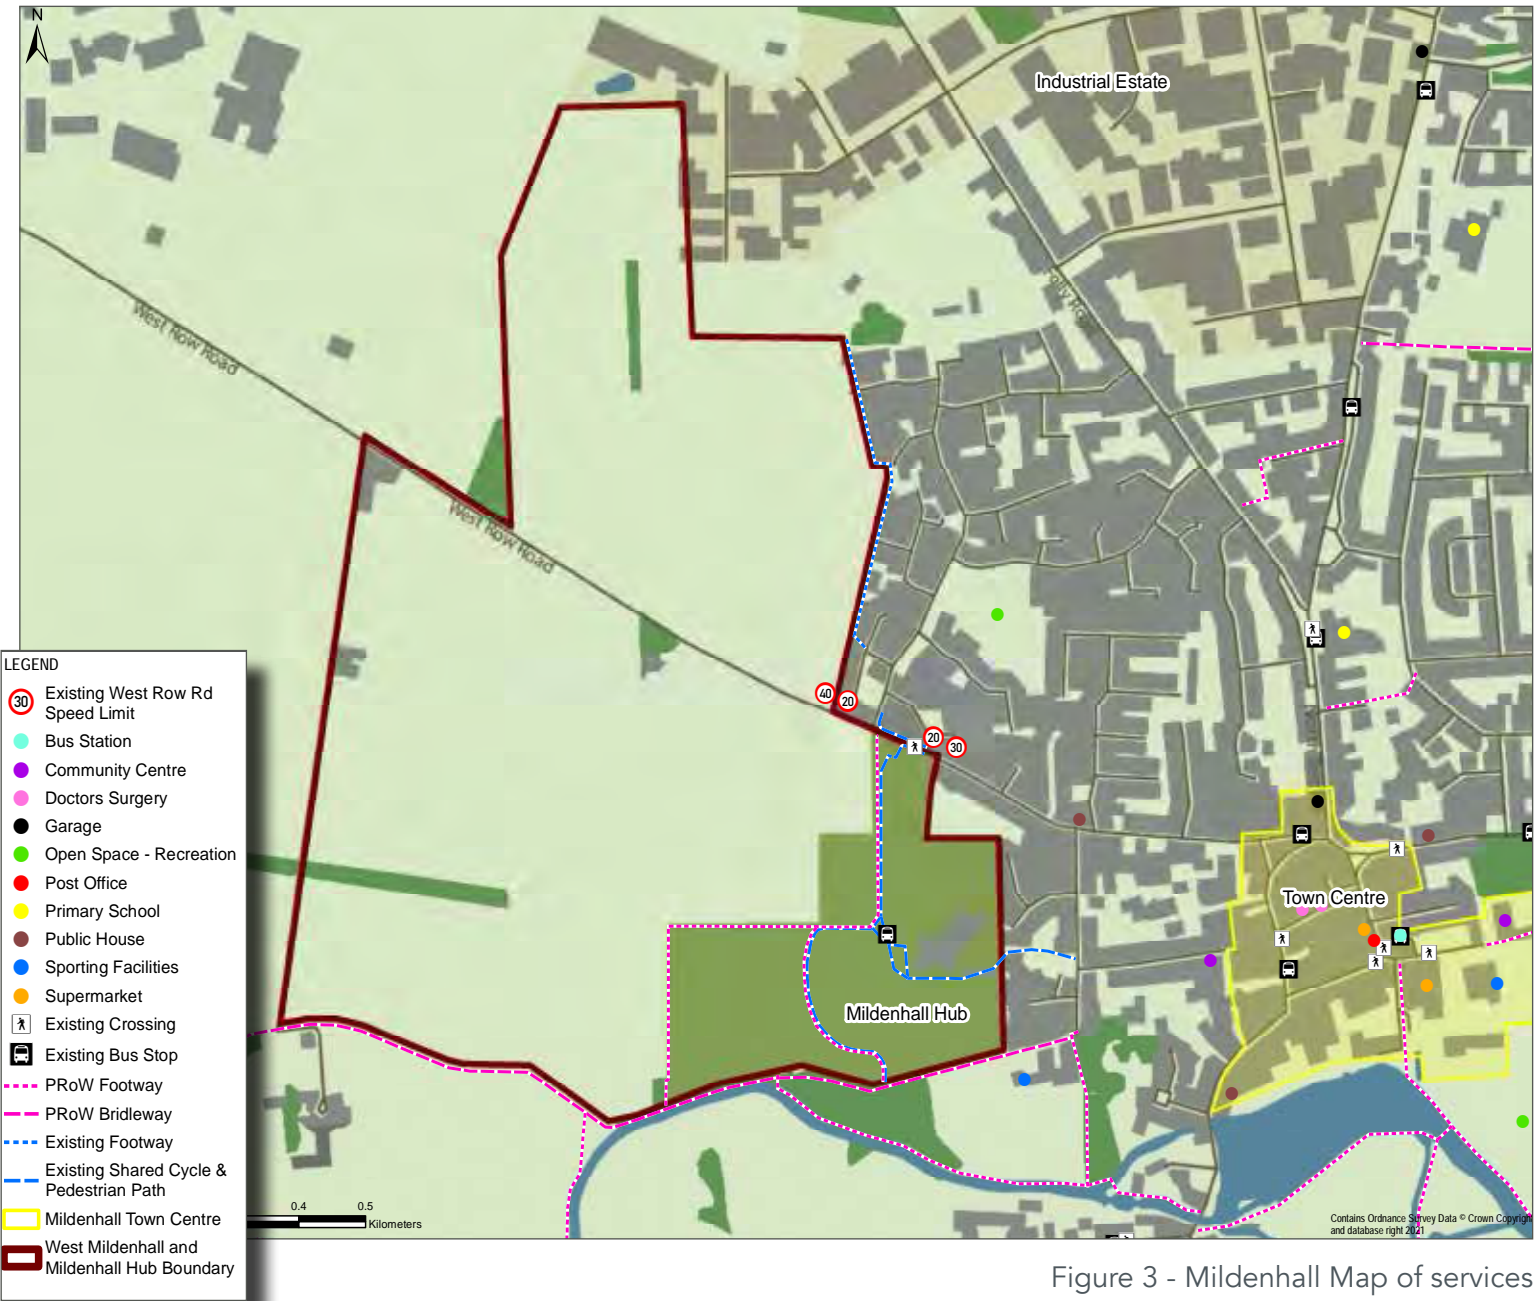 N
Industrial Estate
Folly Road
West Row Road
West Row Road
40
20
20
30
Town Centre
Mildenhall Hub
LEGEND
30
Existing West Row Rd
Speed Limit
Bus Station
Community Centre
Doctors Surgery
Garage
Open Space - Recreation
Post Office
Primary School
Public House
Sporting Facilities
Supermarket
Existing Crossing
Existing Bus Stop
PRoW Footway
PRoW Bridleway
Existing Footway
Existing Shared Cycle &
Pedestrian Path
Mildenhall Town Centre
West Mildenhall and
Mildenhall Hub Boundary
0.4 0.5
Kilometers
Contains Ordnance Survey Data © Crown Copyright
and database right 2021
Figure 3 - Mildenhall Map of services